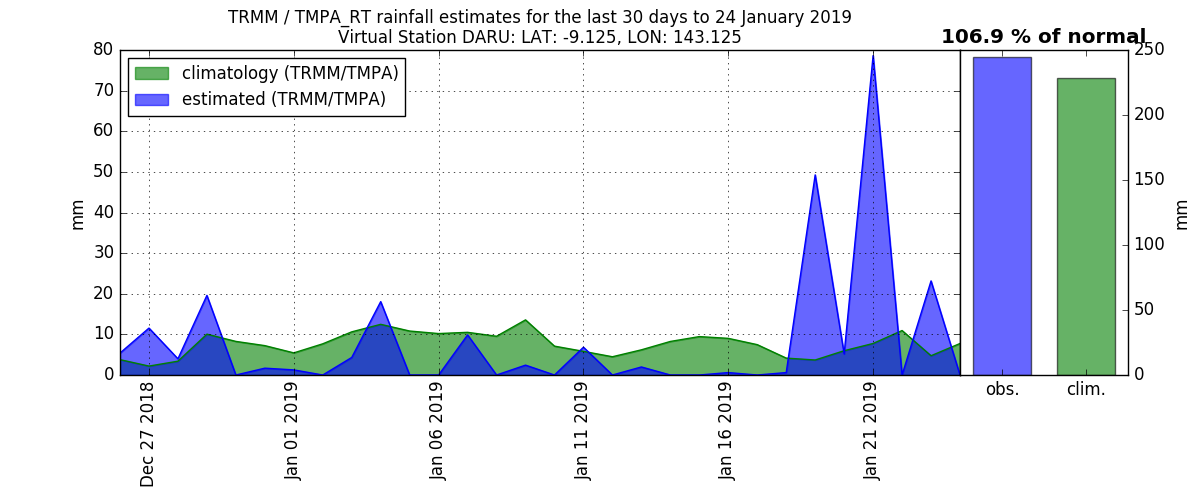 TRMM / TMPA_RT rainfall estimates for the last 30 days to 24 January 2019
Virtual Station DARU: LAT: -9.125, LON: 143.125
106.9 % of normal
climatology (TRMM/TMPA)
estimated (TRMM/TMPA)
mm
80
70
60
50
40
30
20
10
0
Dec 27 2018
Jan 01 2019
Jan 06 2019
Jan 11 2019
Jan 16 2019
Jan 21 2019
250
200
150
100
50
0
mm
obs.
clim.